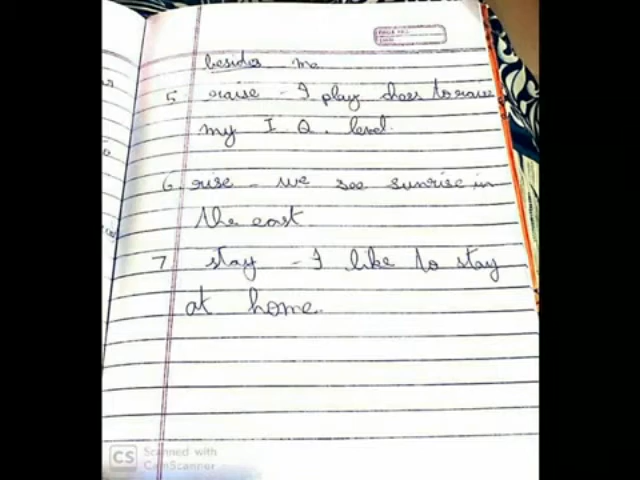 besides me
5 raise - I play chess to raise
my I Q. level.
6 rise - we see sunrise in
the east
7 stay - I like to stay
at home.
CS Scanned with
CamScanner